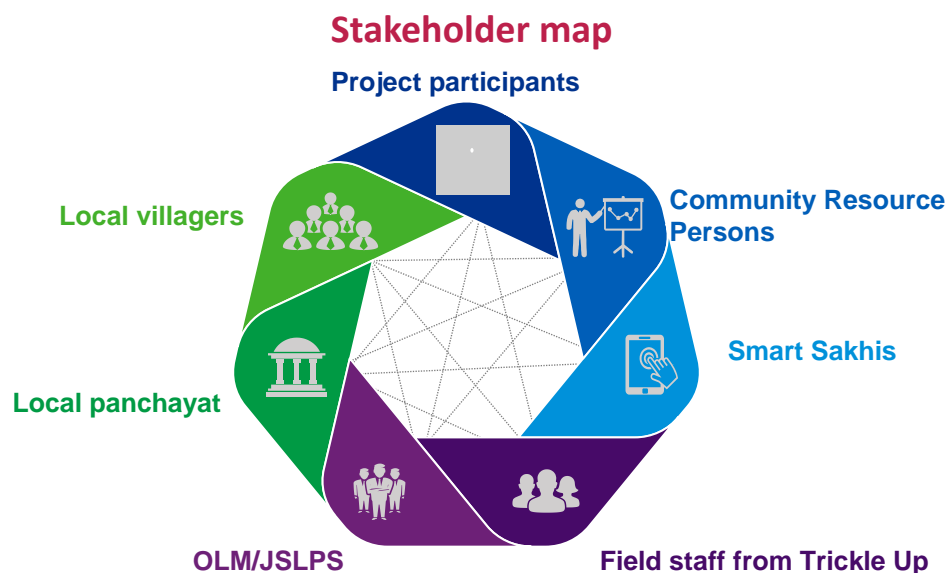 Stakeholder map
Project participants
Community Resource
Persons
Local villagers
Smart Sakhis
Local panchayat
OLM/JSLPS
Field staff from Trickle Up